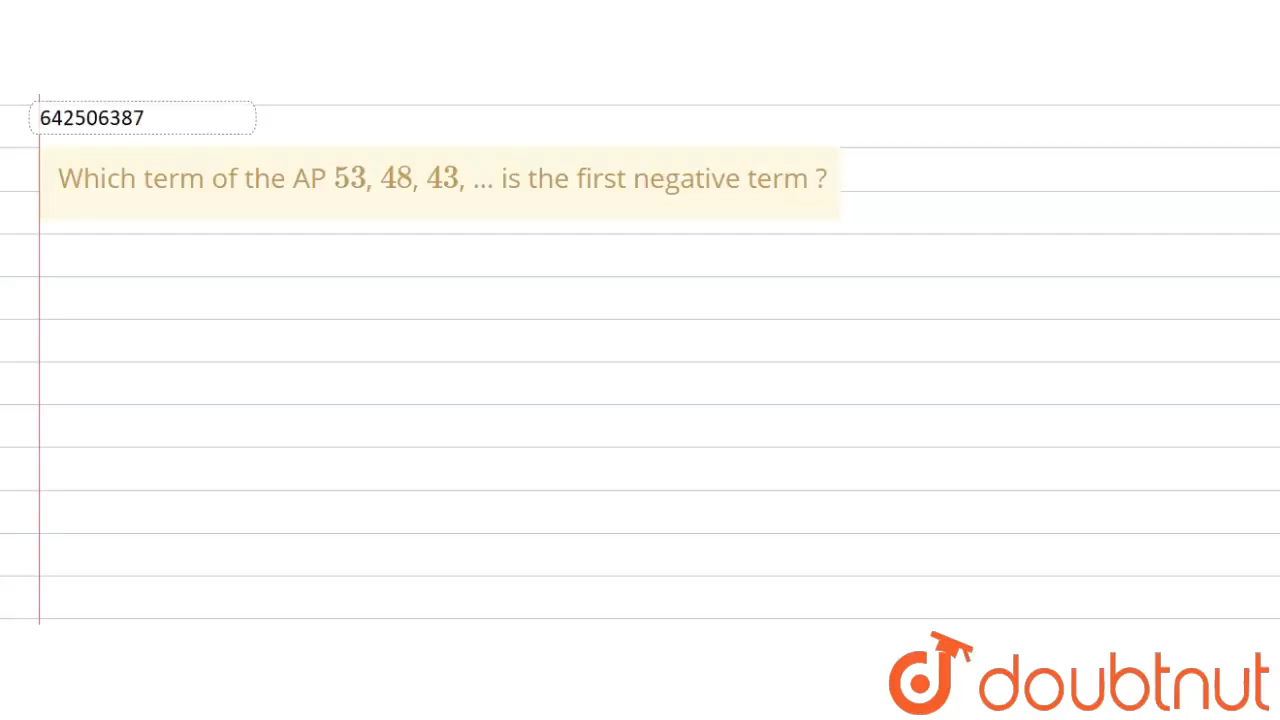 642506387
Which term of the AP 53, 48, 43, ... is the first negative term ?
doubtnut